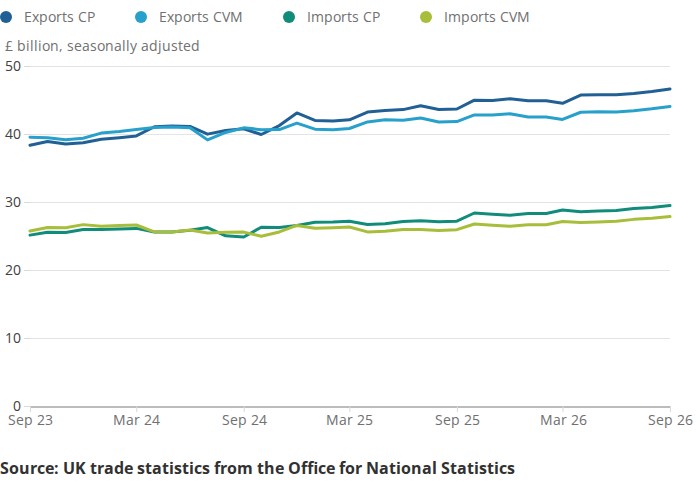 Exports CP Exports CVM Imports CP Imports CVM
£ billion, seasonally adjusted
50
40
30
20
10
0
Sep 23 Mar 24 Sep 24 Mar 25 Sep 25 Mar 26 Sep 26
Source: UK trade statistics from the Office for National Statistics